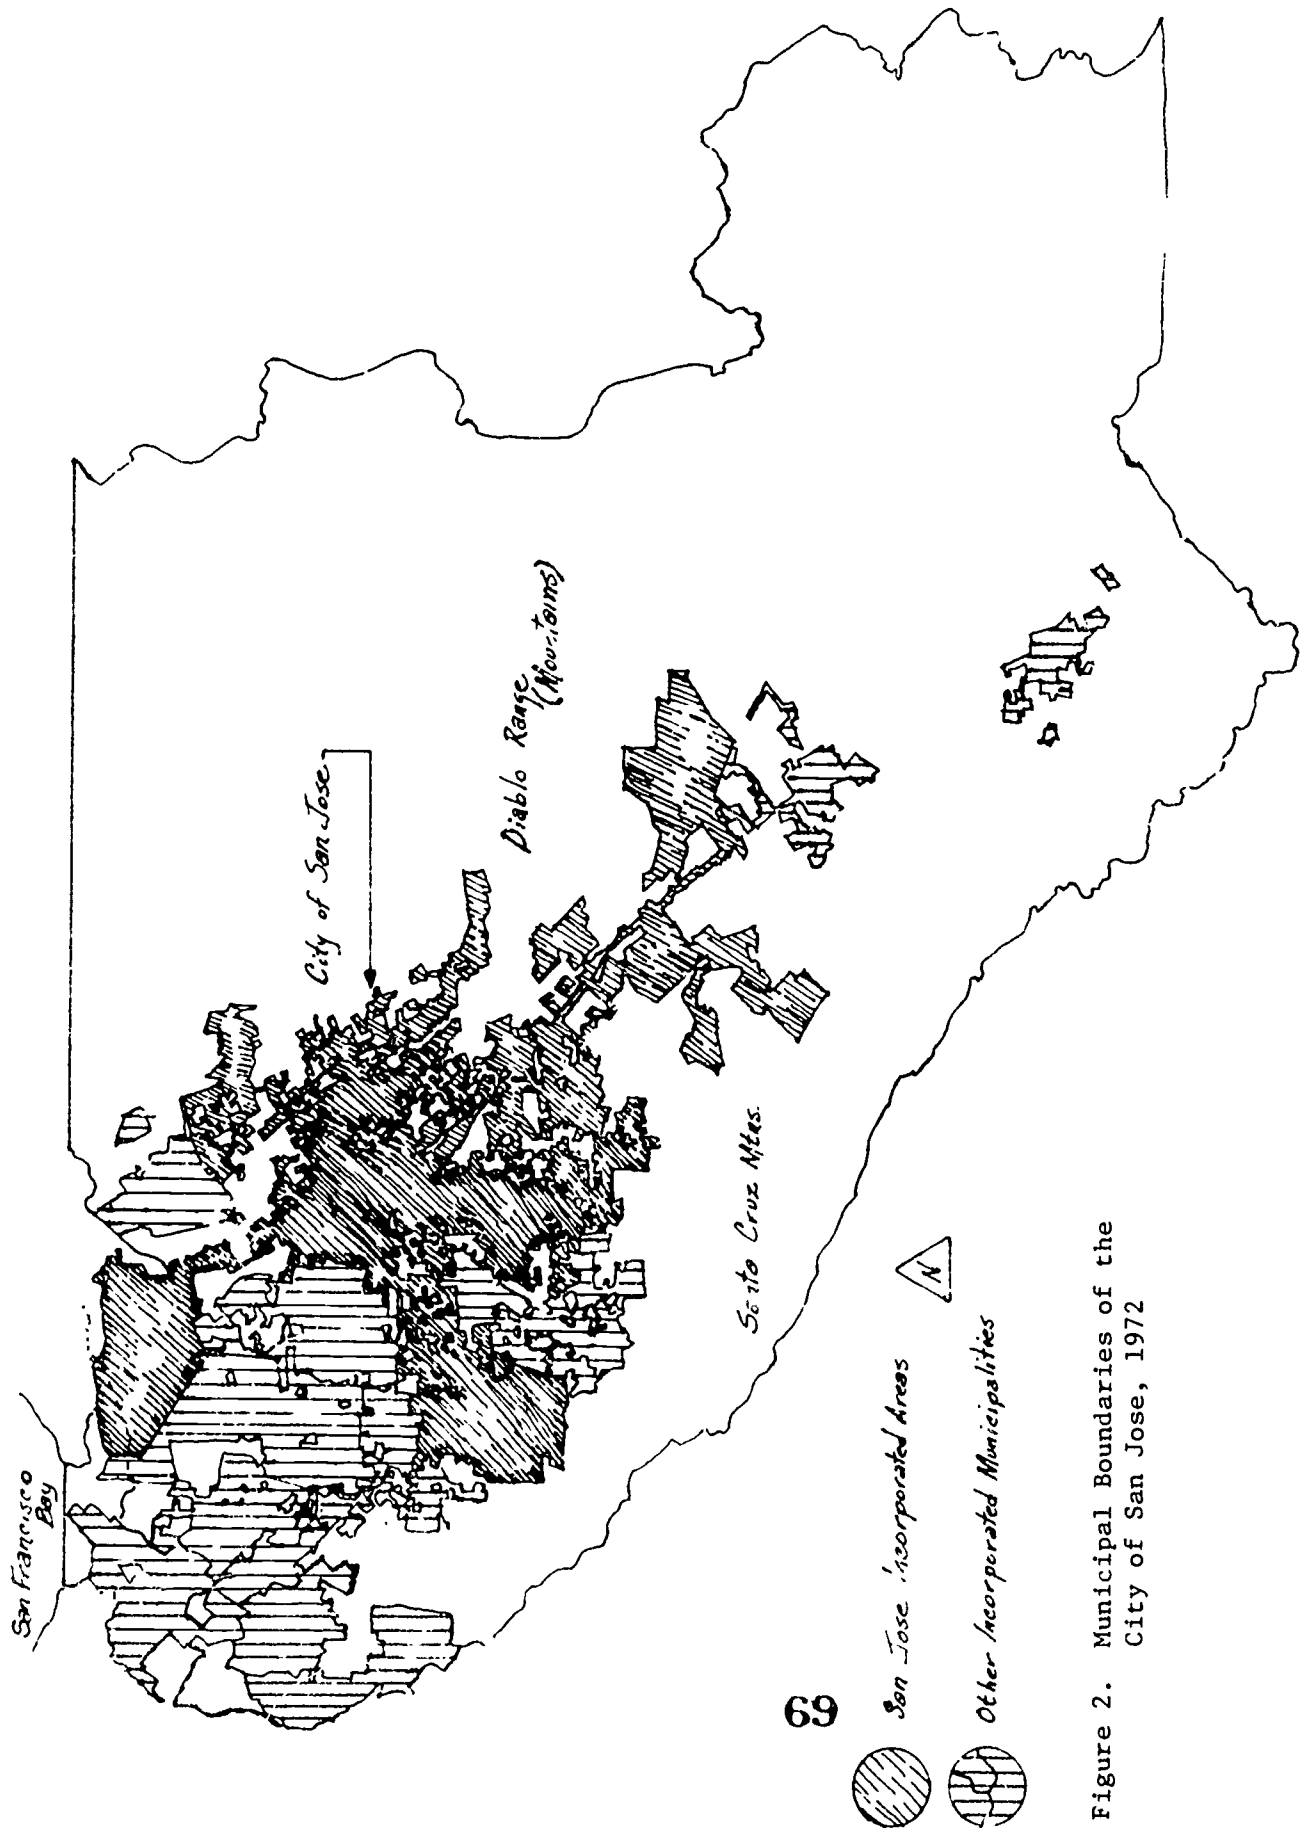 San Francisco
Bay
City of San Jose
Diablo Range
(Mountains)
Santa Cruz Mtns.
N
69
San Jose Incorporated Areas
Other Incorporated Municipalities
Figure 2. Municipal Boundaries of the
City of San Jose, 1972